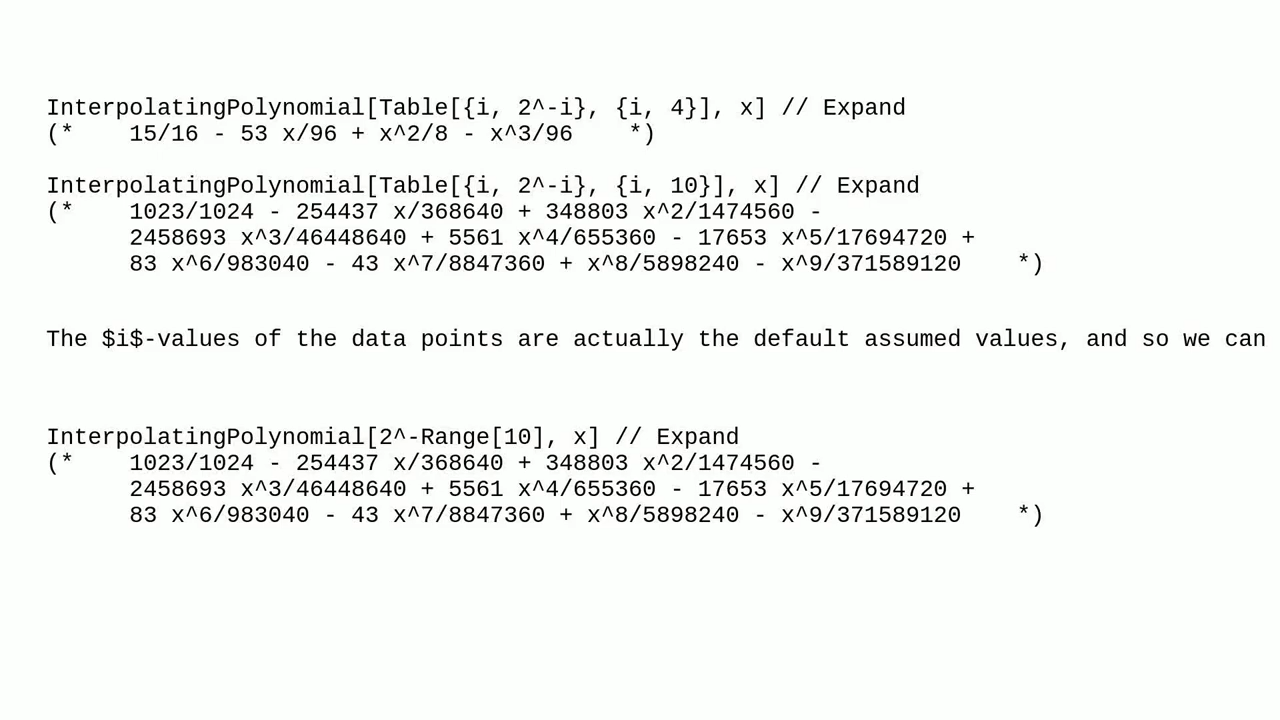 InterpolatingPolynomial[Table[{i, 2^-i}, {i, 4}], x] // Expand
(*    15/16 - 53 x/96 + x^2/8 - x^3/96    *)
InterpolatingPolynomial[Table[{i, 2^-i}, {i, 10}], x] // Expand
(*    1023/1024 - 254437 x/368640 + 348803 x^2/1474560 -
2458693 x^3/46448640 + 5561 x^4/655360 - 17653 x^5/17694720 +
83 x^6/983040 - 43 x^7/8847360 + x^8/5898240 - x^9/371589120    *)
The $i$-values of the data points are actually the default assumed values, and so we can
InterpolatingPolynomial[2^-Range[10], x] // Expand
(*    1023/1024 - 254437 x/368640 + 348803 x^2/1474560 -
2458693 x^3/46448640 + 5561 x^4/655360 - 17653 x^5/17694720 +
83 x^6/983040 - 43 x^7/8847360 + x^8/5898240 - x^9/371589120    *)